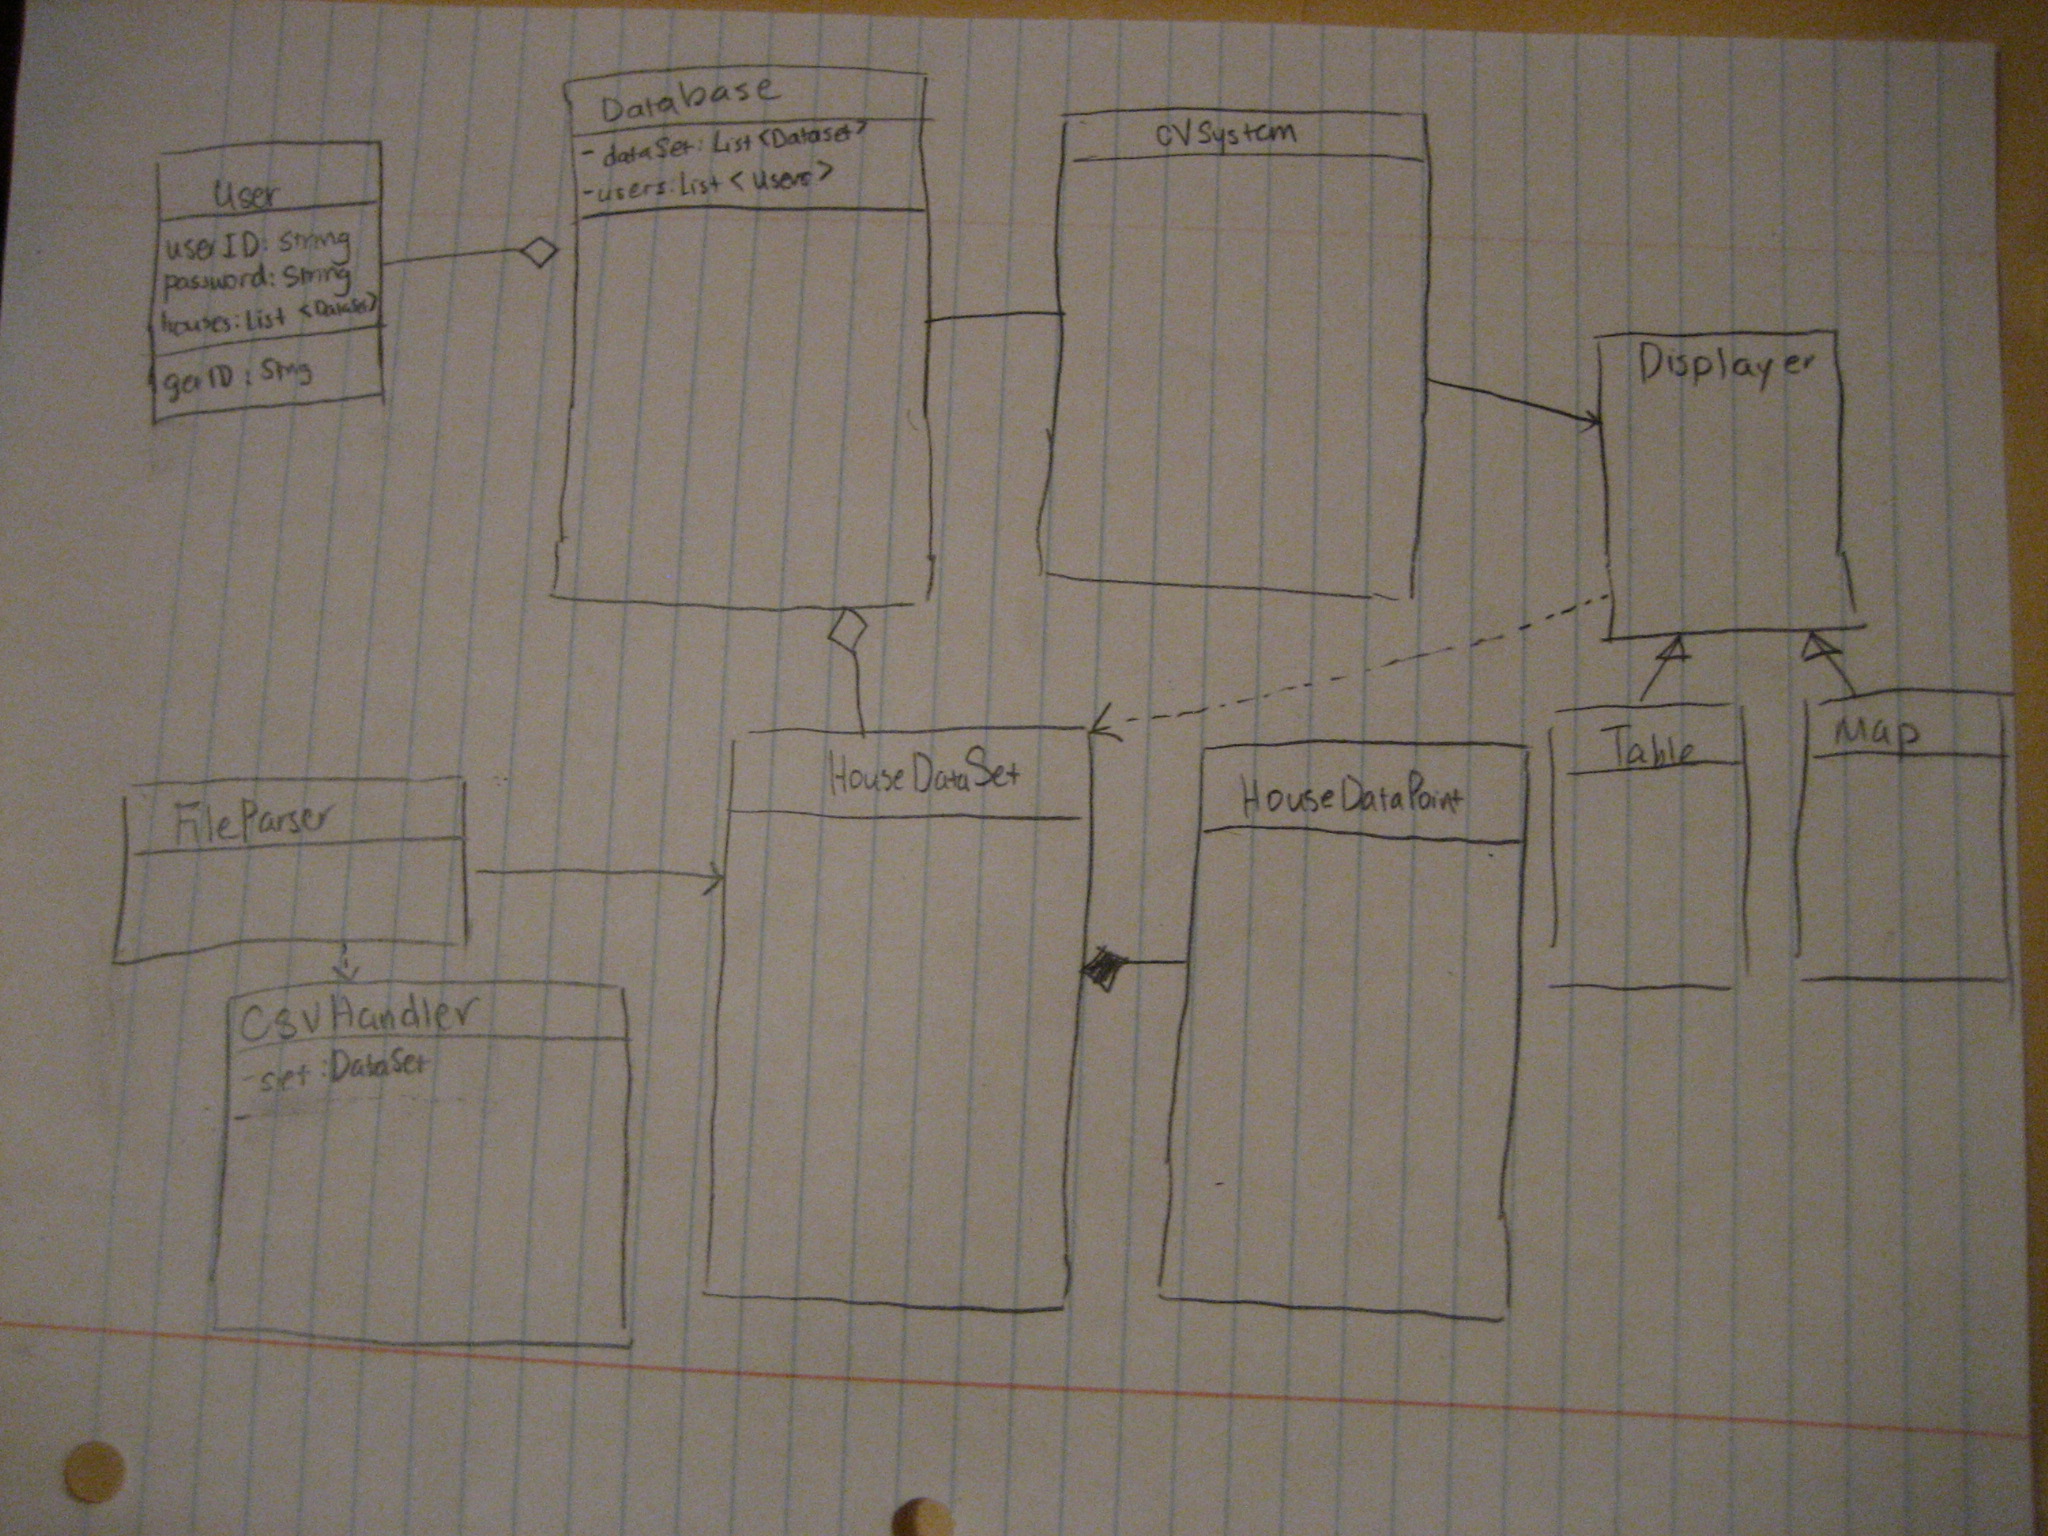 User
userID: String
password: String
houses: List <DataSet>
getID: Strng
Database
- dataSet: List <Dataset>
- users: List <Users>
CVSystem
Displayer
FileParser
CsvHandler
- set: DataSet
-
HouseDataSet
HouseDataPoint
Table
Map